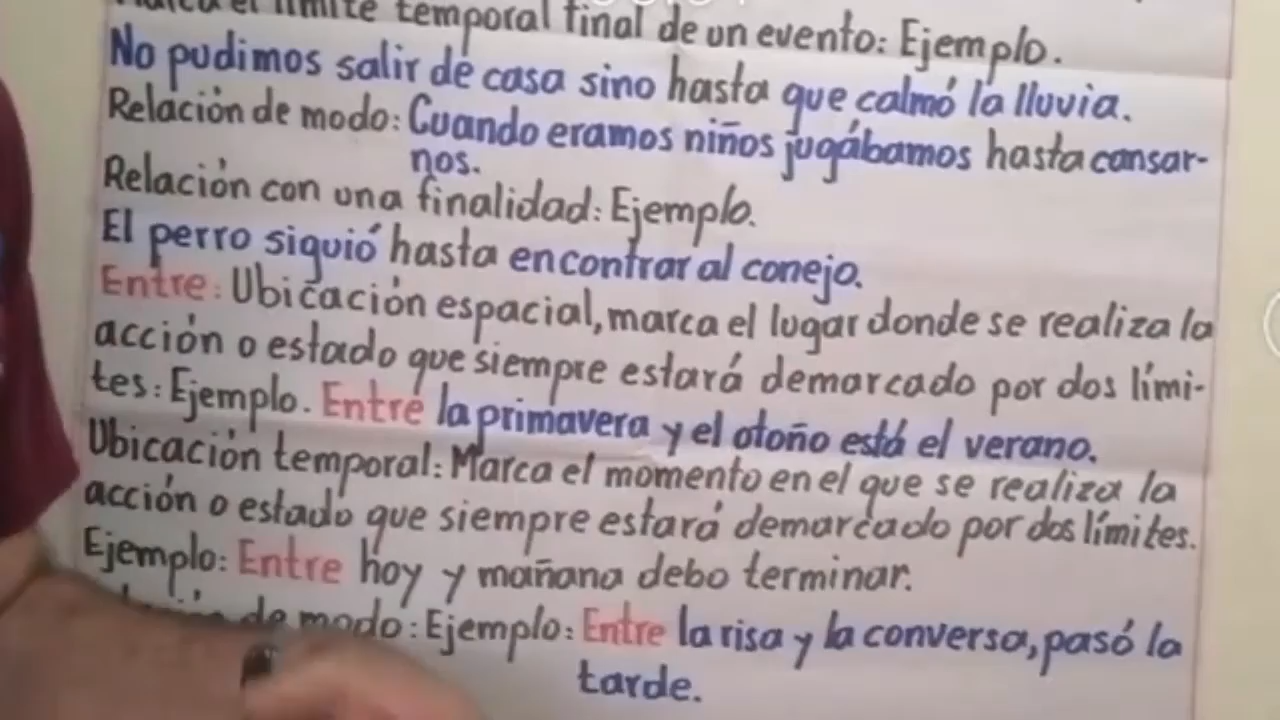 el límite temporal final de un evento: Ejemplo.
No pudimos salir de casa sino hasta que calmó la lluvia.
Relación de modo: Cuando eramos niños jugábamos hasta cansar-
nos.
Relación con una finalidad: Ejemplo.
El perro siguió hasta encontrar al conejo.
Entre: Ubicación espacial, marca el lugar donde se realiza la
acción o estado que siempre estará demarcado por dos lími-
tes: Ejemplo. Entre la primavera y el otoño está el verano.
Ubicación temporal: Marca el momento en el que se realiza la
acción o estado que siempre estará demarcado por dos límites.
Ejemplo: Entre hoy y mañana debo terminar.
de modo: Ejemplo: Entre la risa y la conversa, pasó la
tarde.